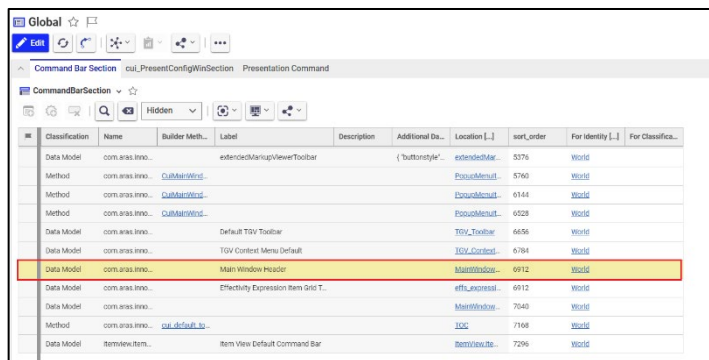 Global
Edit
Command Bar Section cui_PresentConfigWinSection Presentation Command
CommandBarSection
Hidden
Classification Name Builder Meth... Label Description Additional Da... Location [...] sort_order For Identity [...] For Classifica...
Data Model com.aras.inno... extendedMarkupViewerToolbar { "buttonstyle"... extendedMar... 5376 World
Method com.aras.inno... CuiMainWind... PopupMenuIt... 5760 World
Method com.aras.inno... CuiMainWind... PopupMenuIt... 6144 World
Method com.aras.inno... CuiMainWind... PopupMenuIt... 6528 World
Data Model com.aras.inno... Default TGV Toolbar TGV_Toolbar 6656 World
Data Model com.aras.inno... TGV Context Menu Default TGV_Context... 6784 World
Data Model com.aras.inno... Main Window Header MainWindow... 6912 World
Data Model com.aras.inno... Effectivity Expression Item Grid T... effs_expressi... 6912 World
Data Model com.aras.inno... MainWindow... 7040 World
Method com.aras.inno... cui_default_to... TOC 7168 World
Data Model itemview.item... Item View Default Command Bar ItemView.Ite... 7296 World